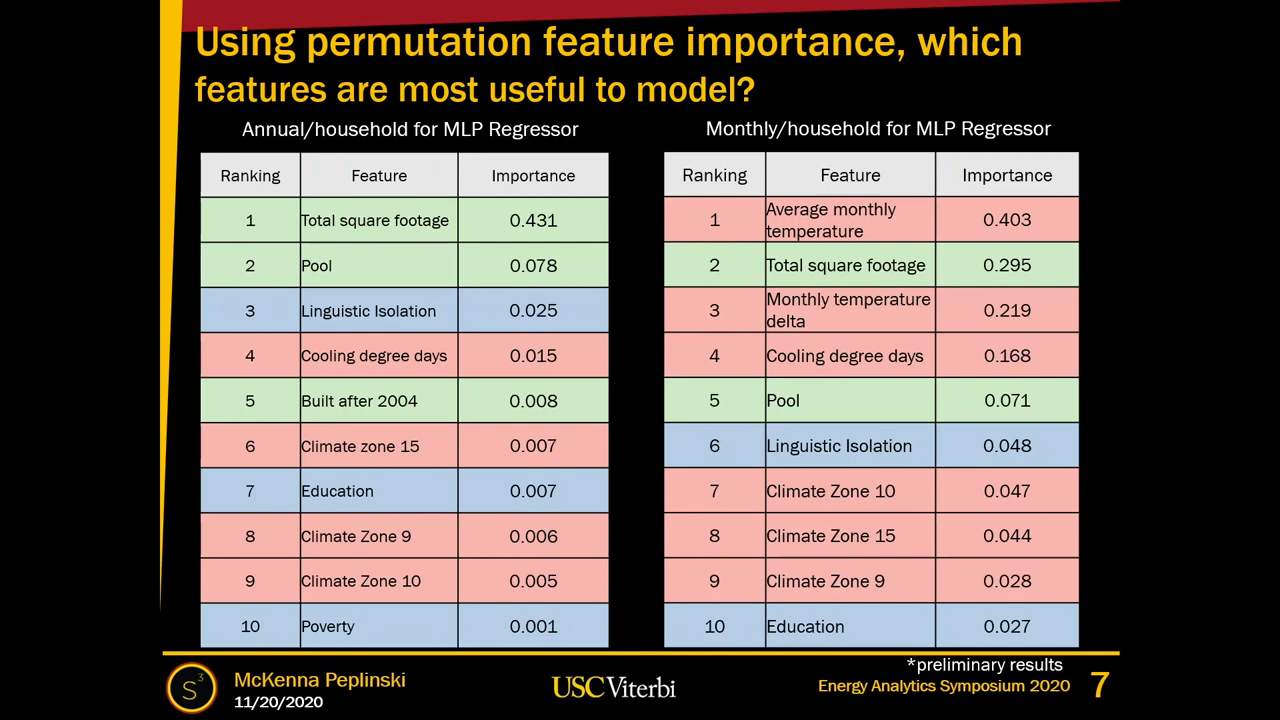 Using permutation feature importance, which
features are most useful to model?
Annual/household for MLP Regressor
Ranking Feature Importance
1 Total square footage 0.431
2 Pool 0.078
3 Linguistic Isolation 0.025
4 Cooling degree days 0.015
5 Built after 2004 0.008
6 Climate zone 15 0.007
7 Education 0.007
8 Climate Zone 9 0.006
9 Climate Zone 10 0.005
10 Poverty 0.001
Monthly/household for MLP Regressor
Ranking Feature Importance
1 Average monthly
temperature 0.403
2 Total square footage 0.295
3 Monthly temperature
delta 0.219
4 Cooling degree days 0.168
5 Pool 0.071
6 Linguistic Isolation 0.048
7 Climate Zone 10 0.047
8 Climate Zone 15 0.044
9 Climate Zone 9 0.028
10 Education 0.027
*preliminary results
S3
McKenna Peplinski
11/20/2020
USC Viterbi
Energy Analytics Symposium 2020
7